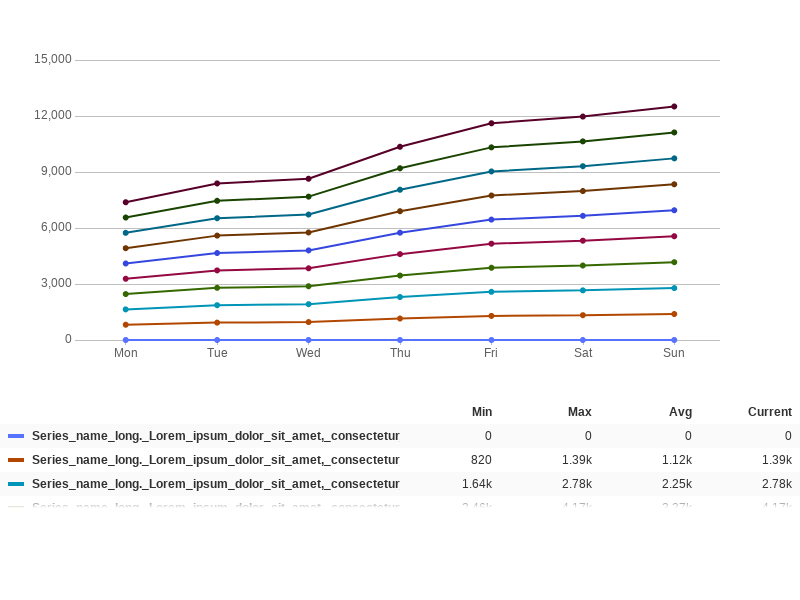 15,000
12,000
9,000
6,000
3,000
0
Mon Tue Wed Thu Fri Sat Sun
Min Max Avg Current
Series_name_long._Lorem_ipsum_dolor_sit_amet,_consectetur 0 0 0 0
Series_name_long._Lorem_ipsum_dolor_sit_amet,_consectetur 820 1.39k 1.12k 1.39k
Series_name_long._Lorem_ipsum_dolor_sit_amet,_consectetur 1.64k 2.78k 2.25k 2.78k